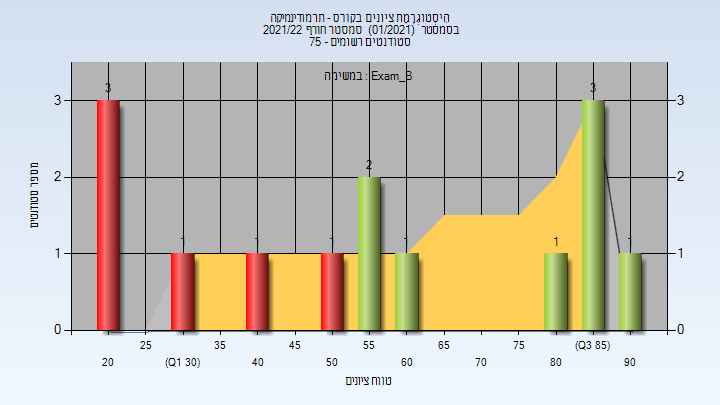 היסטוגרמת ציונים בקורס - תרמודינמיקה
בסמסטר (01/2021) סמסטר חורף 2021/22
סטודנטים רשומים - 75
במשימה : Exam_B
מספר סטודנטים
3 3
2 2
1 1
0 0
3 1 1 1 2 1 1 3 1
25 35 45 55 65 75 (Q3 85)
20 (Q1 30) 40 50 60 70 80 90
טווח ציונים